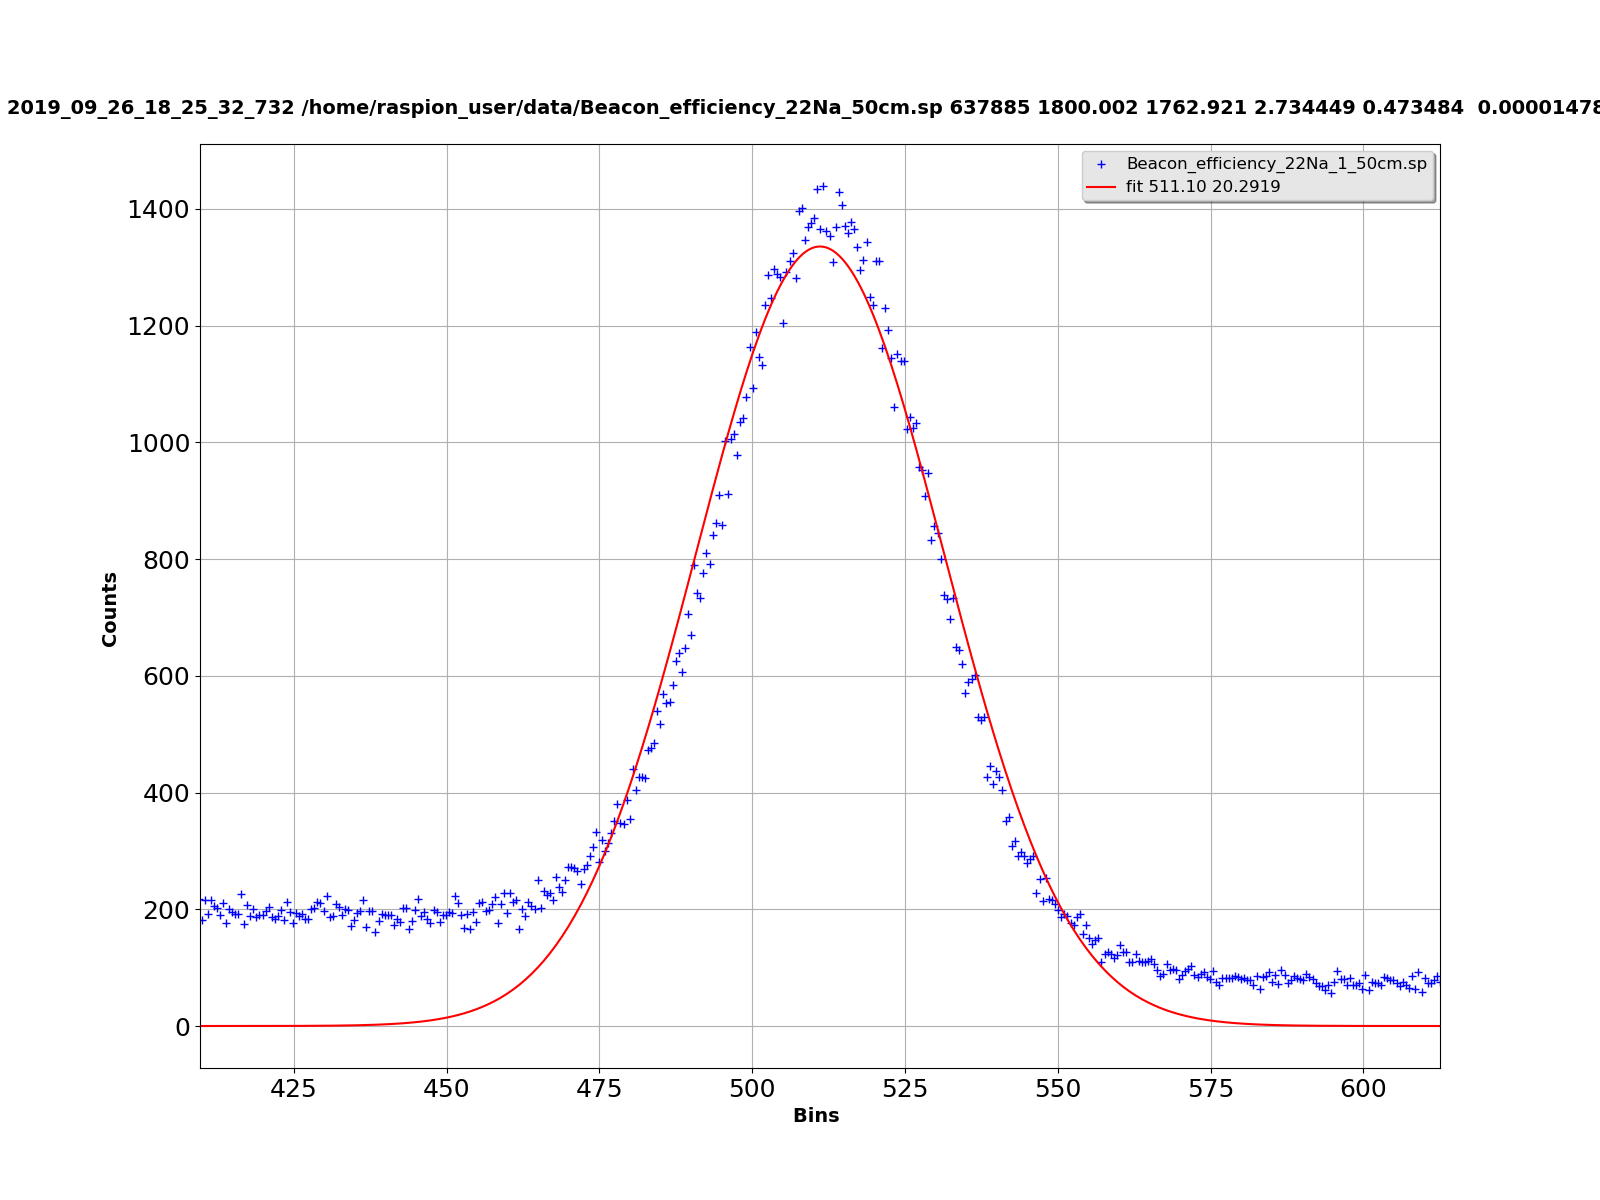 2019_09_26_18_25_32_732 /home/raspion_user/data/Beacon_efficiency_22Na_50cm.sp 637885 1800.002 1762.921 2.734449 0.473484 0.00001478
Beacon_efficiency_22Na_1_50cm.sp
fit 511.10 20.2919
1400
1200
1000
800
600
400
200
0
Counts
425 450 475 500 525 550 575 600
Bins